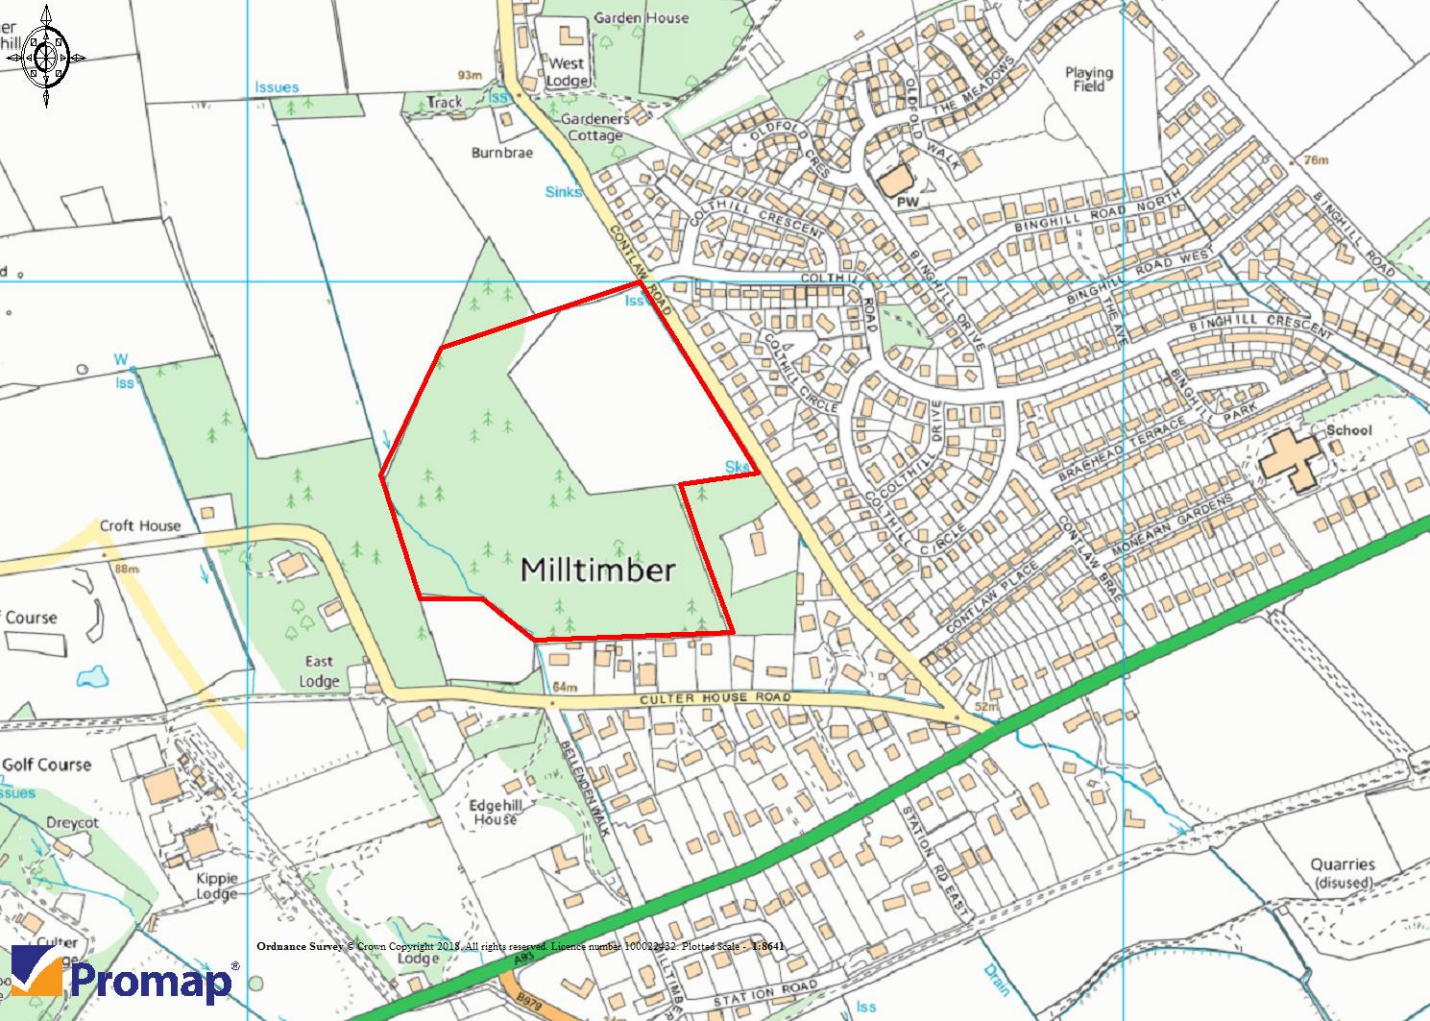 Garden House
hill
West
Lodge
93m
Issues
Track
Iss
Gardeners
Cottage
Burnbrae
Sinks
Playing
Field
THE MEADOWS
OLDFOLD WALK
OLDFOLD CRES
76m
PW
BINGHILL ROAD NORTH
BINGHILL ROAD
COLTHILL CRESCENT
CONTLAW ROAD
COLTHILL ROAD
BINGHILL DRIVE
BINGHILL ROAD WEST
THE AVE
BINGHILL CRESCENT
Iss
d
W
Iss
COLTHILL CIRCLE
BINGHILL PARK
COLTHILL DRIVE
BRAEHEAD TERRACE
School
Sks
COLTHILL CIRCLE
MONEARN GARDENS
CONTLAW BRAE
CONTLAW PLACE
Croft House
88m
Milltimber
Course
East
Lodge
64m
CULTER HOUSE ROAD
52m
Golf Course
Issues
BELLENDEN WALK
Edgehill
House
Dreycot
STATION RD EAST
Kippie
Lodge
Quarries
(disused)
Culter
Lodge
Ordnance Survey © Crown Copyright 2018. All rights reserved. Licence number 100022432. Plotted Scale - 1:8641
A93
Promap®
B979
STATION ROAD
Drain
Iss